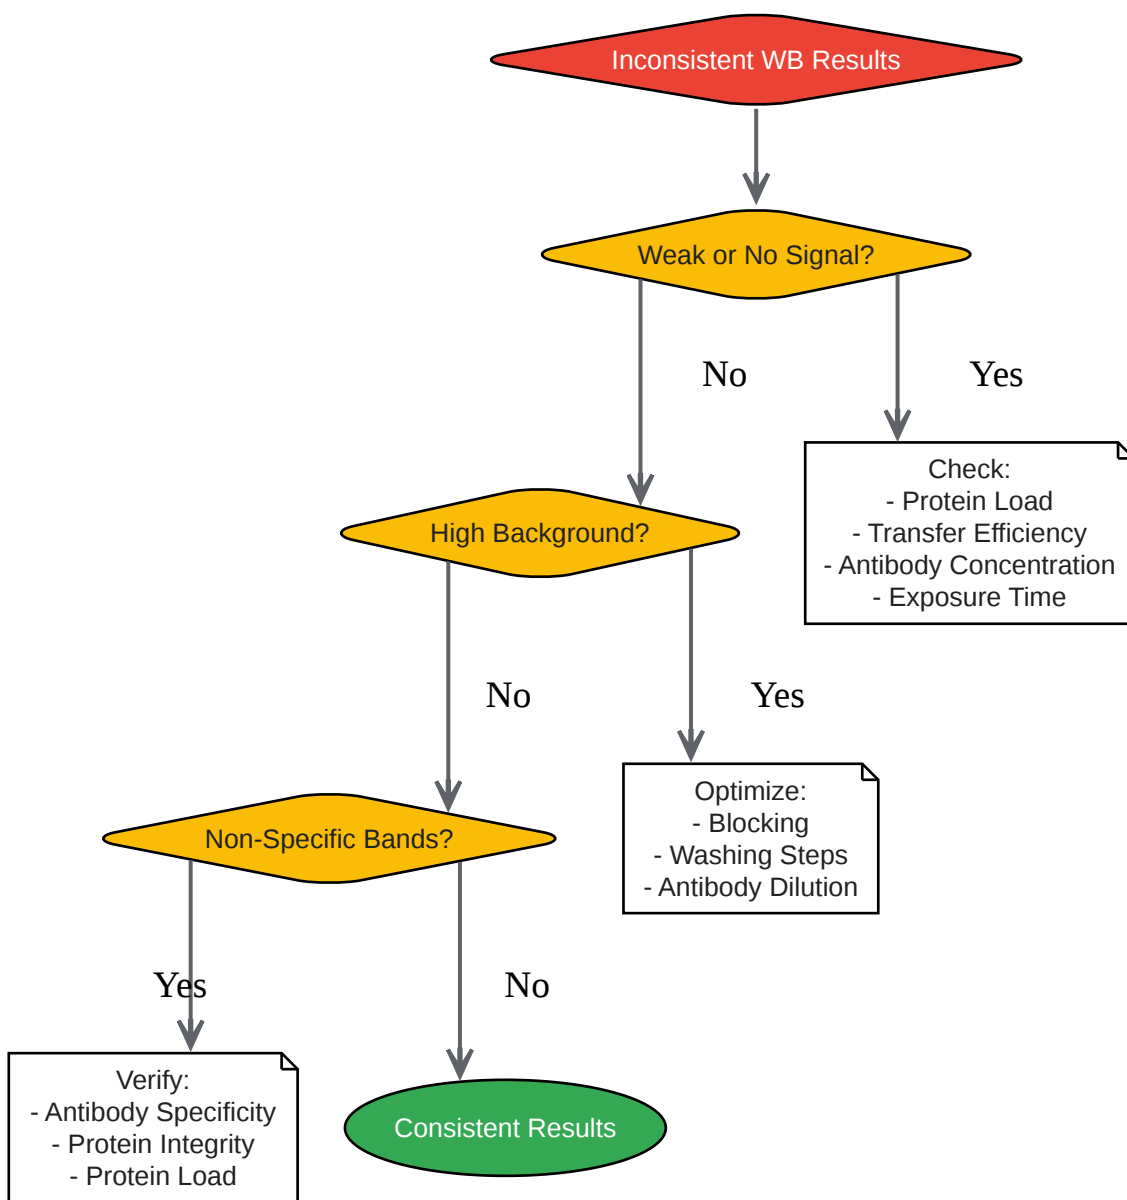 Inconsistent WB Results
Weak or No Signal?
No
Yes
Check:
- Protein Load
- Transfer Efficiency
- Antibody Concentration
- Exposure Time
High Background?
No
Yes
Optimize:
- Blocking
- Washing Steps
- Antibody Dilution
Non-Specific Bands?
Yes
No
Verify:
- Antibody Specificity
- Protein Integrity
- Protein Load
Consistent Results